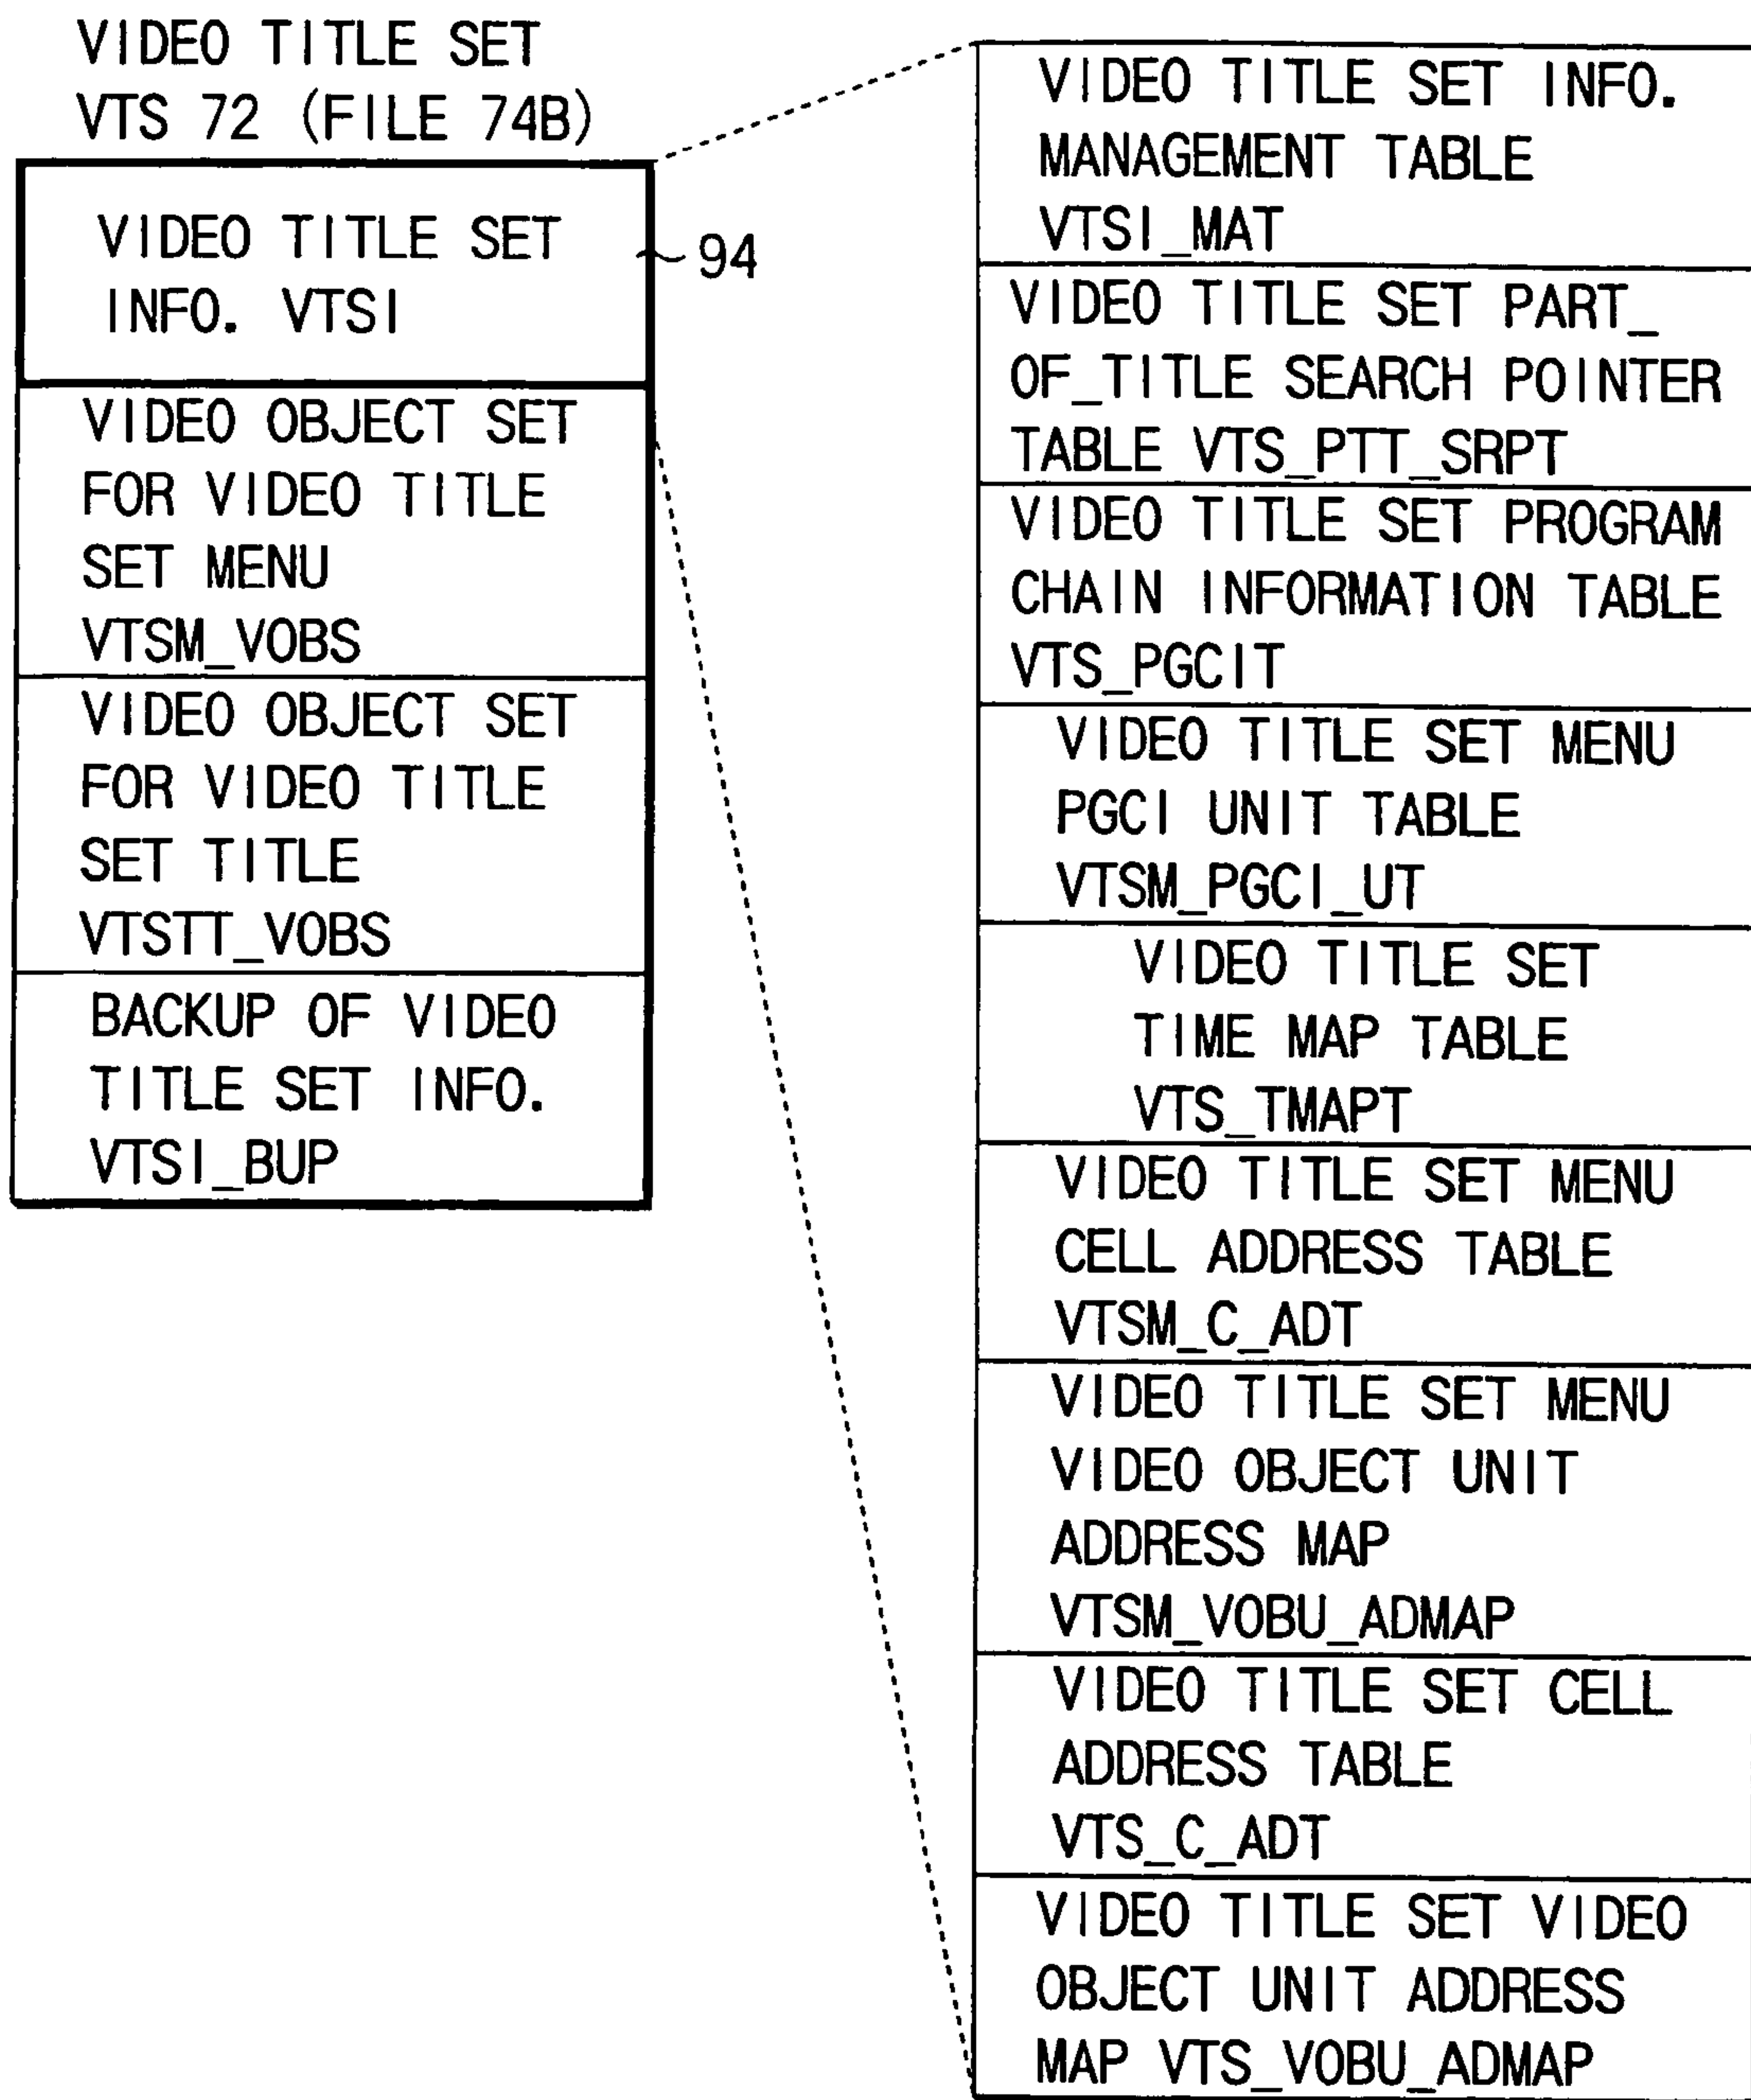 VIDEO TITLE SET
VTS 72 (FILE 74B)
VIDEO TITLE SET
INFO. VTSI
94
VIDEO OBJECT SET
FOR VIDEO TITLE
SET MENU
VTSM_VOBS
VIDEO OBJECT SET
FOR VIDEO TITLE
SET TITLE
VTSTT_VOBS
BACKUP OF VIDEO
TITLE SET INFO.
VTSI_BUP
VIDEO TITLE SET INFO.
MANAGEMENT TABLE
VTSI_MAT
VIDEO TITLE SET PART_
OF_TITLE SEARCH POINTER
TABLE VTS_PTT_SRPT
VIDEO TITLE SET PROGRAM
CHAIN INFORMATION TABLE
VTS_PGCIT
VIDEO TITLE SET MENU
PGCI UNIT TABLE
VTSM_PGCI_UT
VIDEO TITLE SET
TIME MAP TABLE
VTS_TMAPT
VIDEO TITLE SET MENU
CELL ADDRESS TABLE
VTSM_C_ADT
VIDEO TITLE SET MENU
VIDEO OBJECT UNIT
ADDRESS MAP
VTSM_VOBU_ADMAP
VIDEO TITLE SET CELL
ADDRESS TABLE
VTS_C_ADT
VIDEO TITLE SET VIDEO
OBJECT UNIT ADDRESS
MAP VTS_VOBU_ADMAP